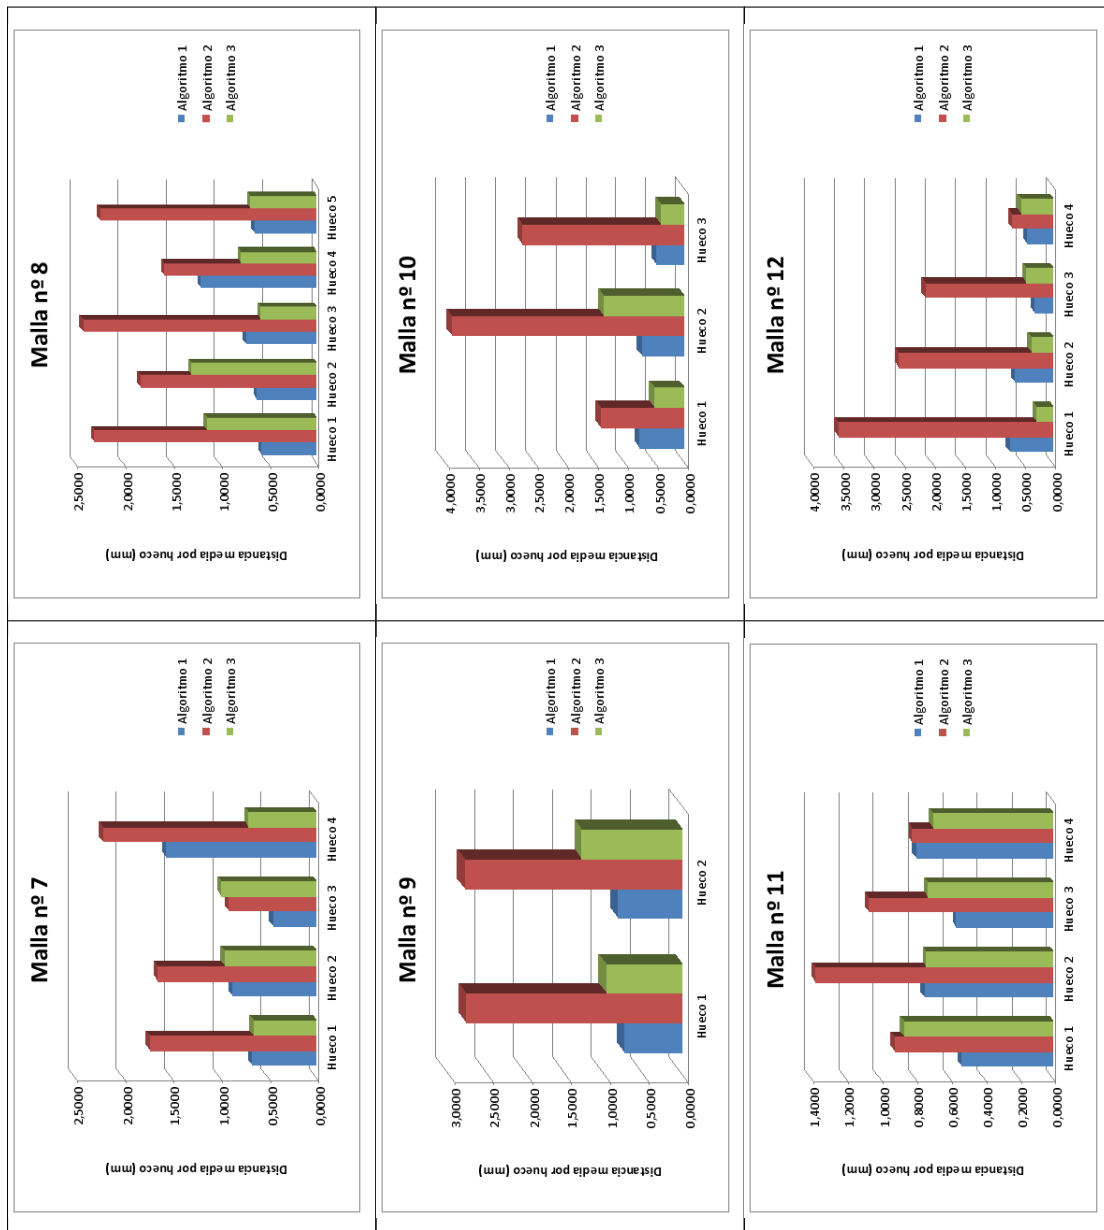 Malla nº 7
Distancia media por hueco (mm)
2,5000
2,0000
1,5000
1,0000
0,5000
0,0000
Hueco 1
Hueco 2
Hueco 3
Hueco 4
Algoritmo 1
Algoritmo 2
Algoritmo 3
Malla nº 8
Distancia media por hueco (mm)
2,5000
2,0000
1,5000
1,0000
0,5000
0,0000
Hueco 1
Hueco 2
Hueco 3
Hueco 4
Hueco 5
Algoritmo 1
Algoritmo 2
Algoritmo 3
Malla nº 9
Distancia media por hueco (mm)
3,0000
2,5000
2,0000
1,5000
1,0000
0,5000
0,0000
Hueco 1
Hueco 2
Algoritmo 1
Algoritmo 2
Algoritmo 3
Malla nº 10
Distancia media por hueco (mm)
4,0000
3,5000
3,0000
2,5000
2,0000
1,5000
1,0000
0,5000
0,0000
Hueco 1
Hueco 2
Hueco 3
Algoritmo 1
Algoritmo 2
Algoritmo 3
Malla nº 11
Distancia media por hueco (mm)
1,4000
1,2000
1,0000
0,8000
0,6000
0,4000
0,2000
0,0000
Hueco 1
Hueco 2
Hueco 3
Hueco 4
Algoritmo 1
Algoritmo 2
Algoritmo 3
Malla nº 12
Distancia media por hueco (mm)
4,0000
3,5000
3,0000
2,5000
2,0000
1,5000
1,0000
0,5000
0,0000
Hueco 1
Hueco 2
Hueco 3
Hueco 4
Algoritmo 1
Algoritmo 2
Algoritmo 3